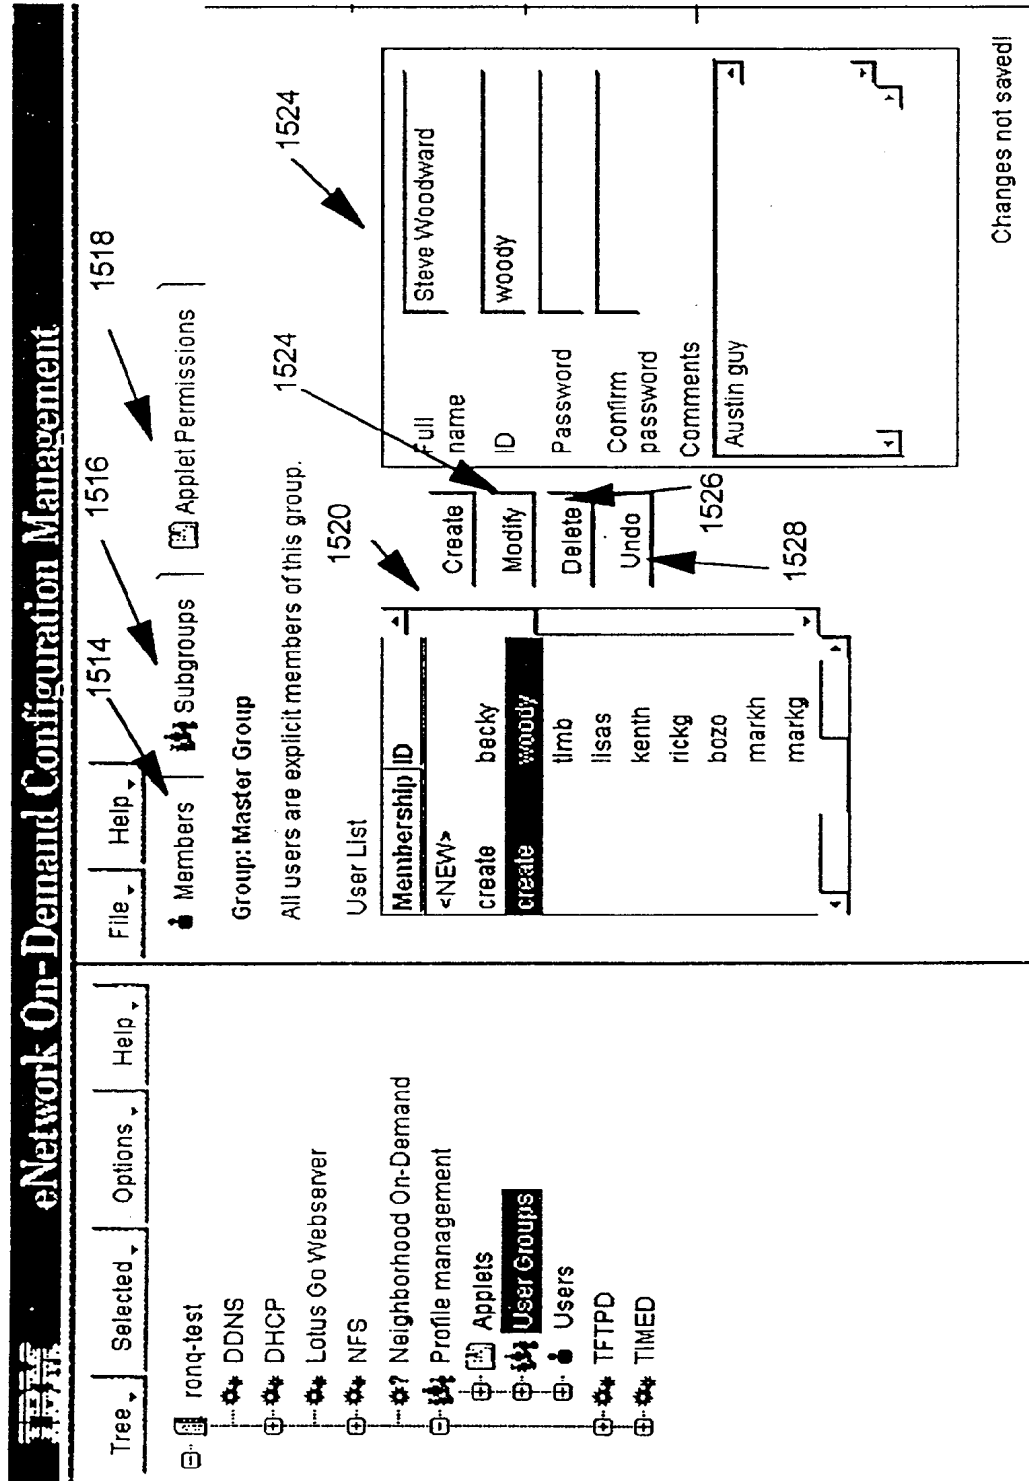 IBM eNetwork On-Demand Configuration Management
Tree Selected Options Help
ronq-test
DDNS
DHCP
Lotus Go Webserver
NFS
? Neighborhood On-Demand
Profile management
Applets
User Groups
Users
TFTPD
TIMED
File Help
1514
1516
1518
Members Subgroups Applet Permissions
Group: Master Group
All users are explicit members of this group.
1520
1524
1524
User List
Membership ID
<NEW>
create becky
create woody
timb
lisas
kenth
rickg
bozo
markh
markg
Create
Modify
Delete
Undo
1526
1528
Full name Steve Woodward
ID woody
Password
Confirm password
Comments
Austin guy
Changes not saved!